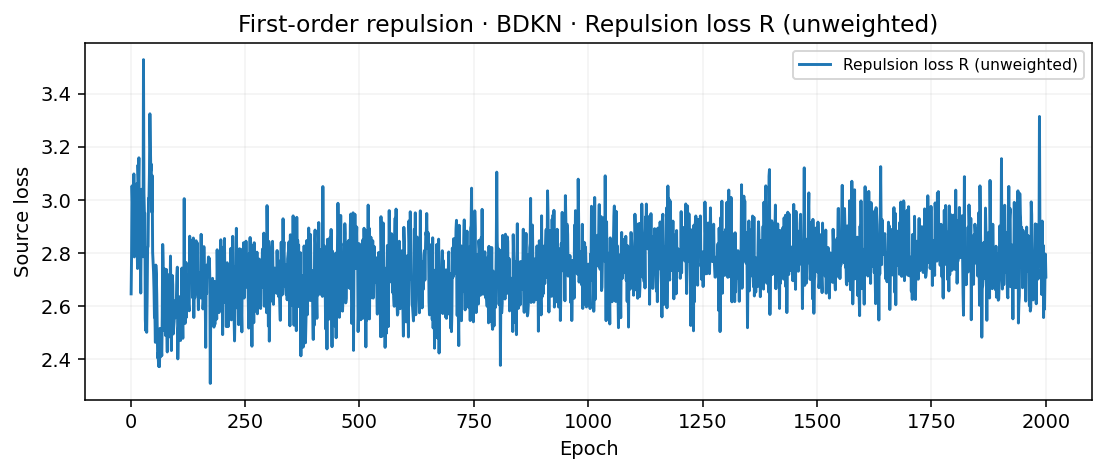 First-order repulsion · BDKN · Repulsion loss R (unweighted)
Repulsion loss R (unweighted)
Source loss
3.4
3.2
3.0
2.8
2.6
2.4
0 250 500 750 1000 1250 1500 1750 2000
Epoch